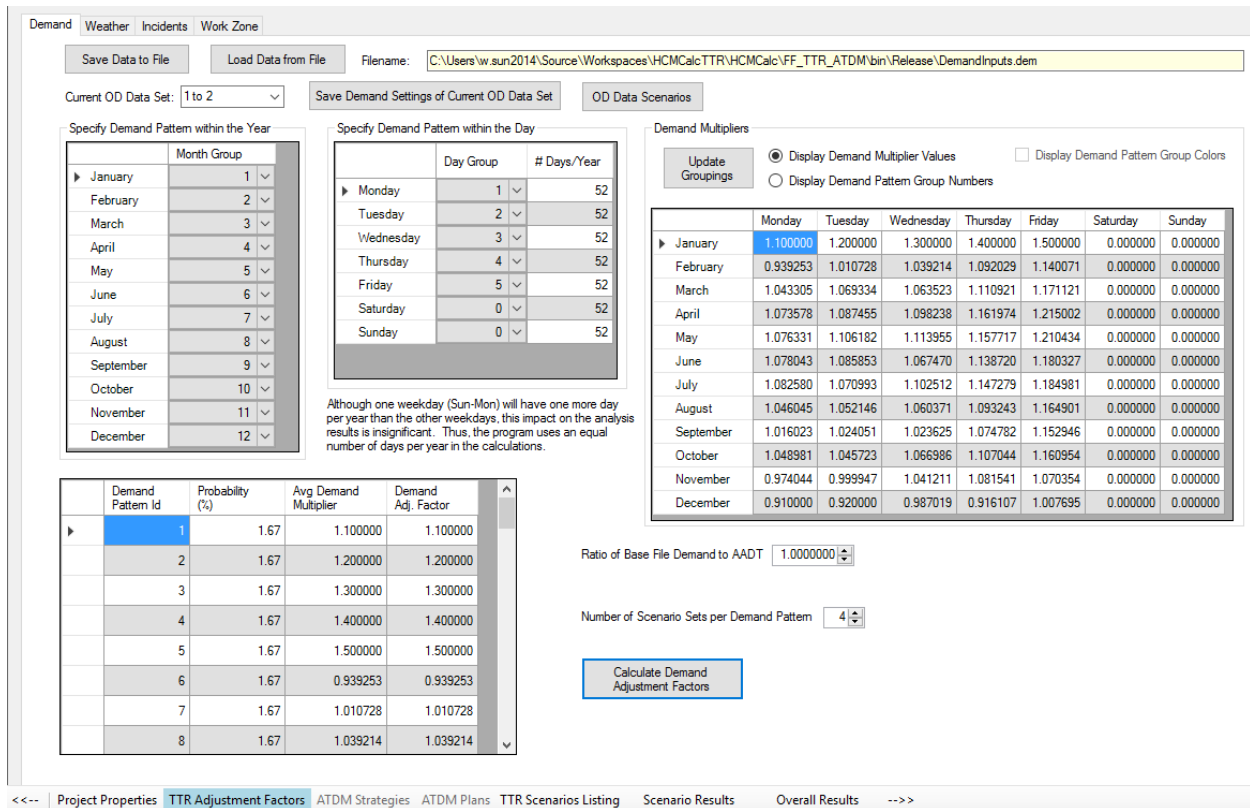 Demand Weather Incidents Work Zone
Save Data to File Load Data from File Filename: C:\Users\w.sun2014\Source\Workspaces\HCMCalcTTR\HCMCalc\FF_TTR_ATDM\bin\Release\DemandInputs.dem
Current OD Data Set: 1 to 2 Save Demand Settings of Current OD Data Set OD Data Scenarios
Specify Demand Pattern within the Year
Month Group
January 1
February 2
March 3
April 4
May 5
June 6
July 7
August 8
September 9
October 10
November 11
December 12
Specify Demand Pattern within the Day
Day Group # Days/Year
Monday 1 52
Tuesday 2 52
Wednesday 3 52
Thursday 4 52
Friday 5 52
Saturday 0 52
Sunday 0 52
Although one weekday (Sun-Mon) will have one more day
per year than the other weekdays, this impact on the analysis
results is insignificant. Thus, the program uses an equal
number of days per year in the calculations.
Demand Multipliers
Update
Groupings
Display Demand Multiplier Values
Display Demand Pattern Group Numbers
Display Demand Pattern Group Colors
Monday Tuesday Wednesday Thursday Friday Saturday Sunday
January 1.100000 1.200000 1.300000 1.400000 1.500000 0.000000 0.000000
February 0.939253 1.010728 1.039214 1.092029 1.140071 0.000000 0.000000
March 1.043305 1.069334 1.063523 1.110921 1.171121 0.000000 0.000000
April 1.073578 1.087455 1.098238 1.161974 1.215002 0.000000 0.000000
May 1.076331 1.106182 1.113955 1.157717 1.210434 0.000000 0.000000
June 1.078043 1.085853 1.067470 1.138720 1.180327 0.000000 0.000000
July 1.082580 1.070993 1.102512 1.147279 1.184981 0.000000 0.000000
August 1.046045 1.052146 1.060371 1.093243 1.164901 0.000000 0.000000
September 1.016023 1.024051 1.023625 1.074782 1.152946 0.000000 0.000000
October 1.048981 1.045723 1.066986 1.107044 1.160954 0.000000 0.000000
November 0.974044 0.999947 1.041211 1.081541 1.070354 0.000000 0.000000
December 0.910000 0.920000 0.987019 0.916107 1.007695 0.000000 0.000000
Demand Probability Avg Demand Demand
Pattern Id (%) Multiplier Adj. Factor
1 1.67 1.100000 1.100000
2 1.67 1.200000 1.200000
3 1.67 1.300000 1.300000
4 1.67 1.400000 1.400000
5 1.67 1.500000 1.500000
6 1.67 0.939253 0.939253
7 1.67 1.010728 1.010728
8 1.67 1.039214 1.039214
Ratio of Base File Demand to AADT 1.0000000
Number of Scenario Sets per Demand Pattern 4
Calculate Demand
Adjustment Factors
<<-- Project Properties TTR Adjustment Factors ATDM Strategies ATDM Plans TTR Scenarios Listing Scenario Results Overall Results -->>